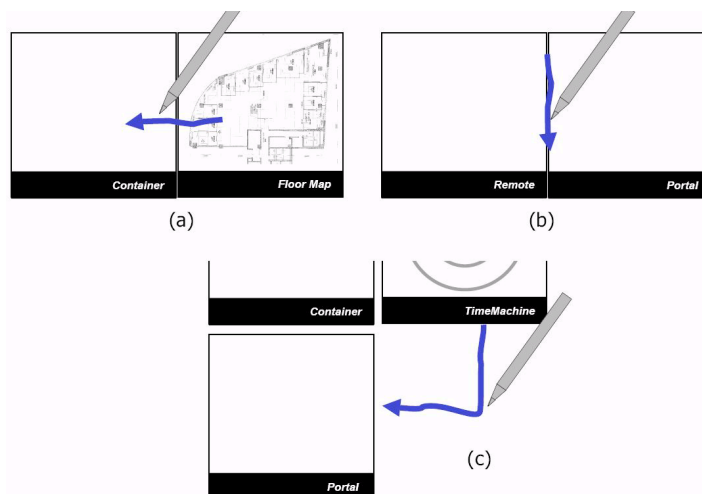 Container
Floor Map
Remote
Portal
(a)
(b)
Container
TimeMachine
Portal
(c)